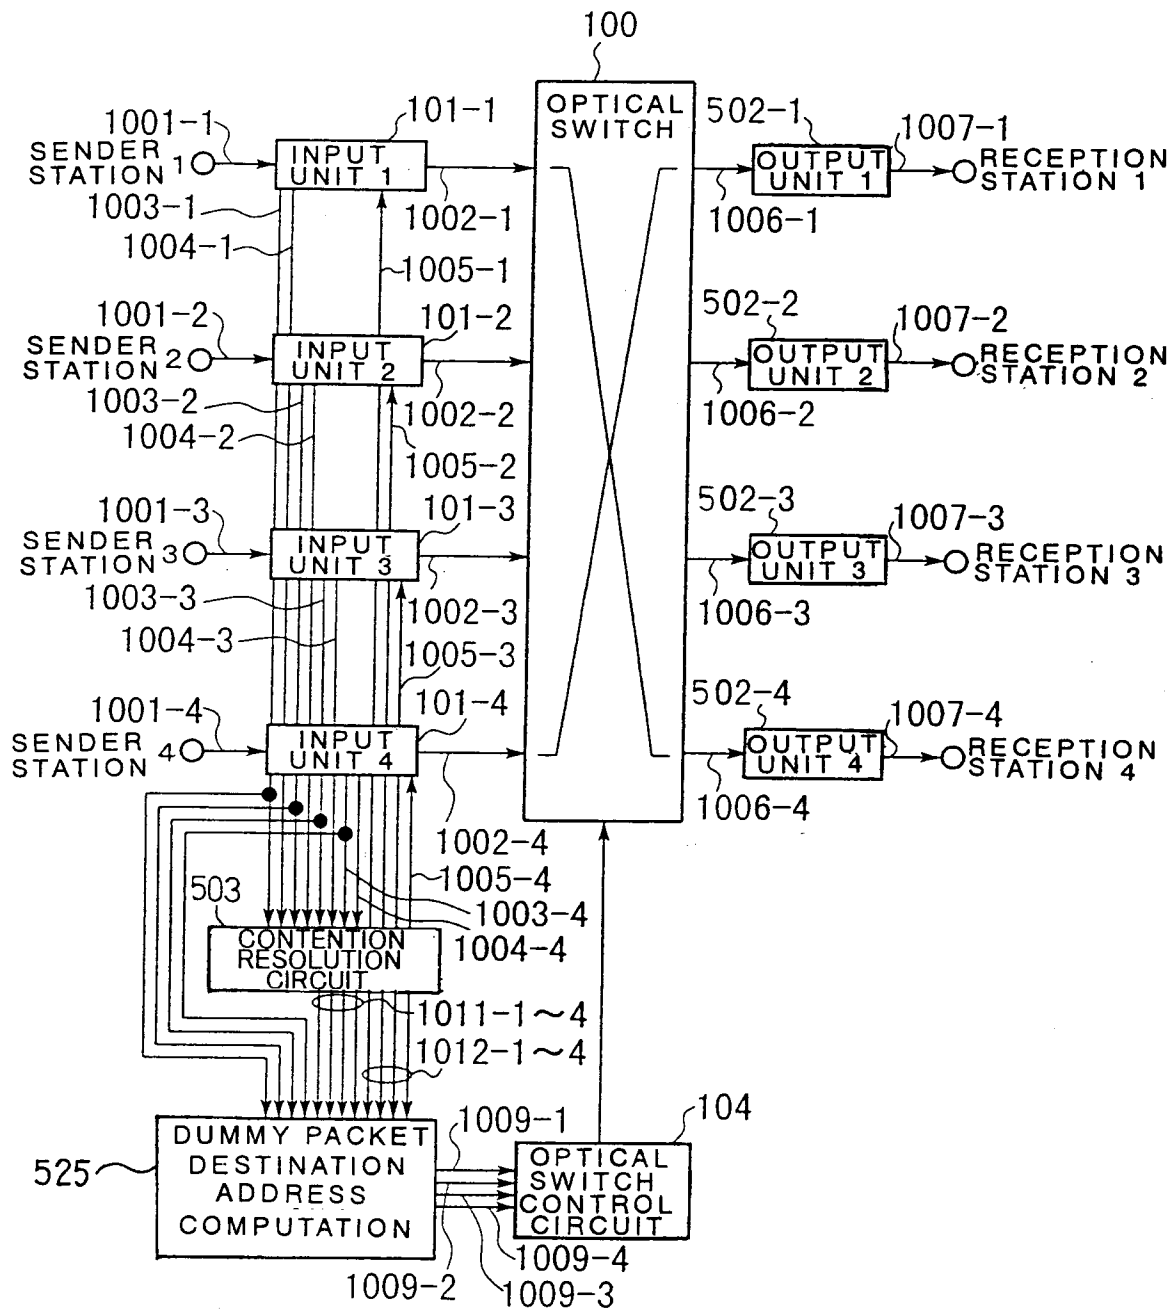 100
OPTICAL
SWITCH
1001-1
SENDER
STATION 1
101-1
INPUT
UNIT 1
1002-1
1003-1
1004-1
1005-1
502-1
OUTPUT
UNIT 1
1006-1
1007-1
RECEPTION
STATION 1
1001-2
SENDER
STATION 2
101-2
INPUT
UNIT 2
1002-2
1003-2
1004-2
1005-2
502-2
OUTPUT
UNIT 2
1006-2
1007-2
RECEPTION
STATION 2
1001-3
SENDER
STATION 3
101-3
INPUT
UNIT 3
1002-3
1003-3
1004-3
1005-3
502-3
OUTPUT
UNIT 3
1006-3
1007-3
RECEPTION
STATION 3
1001-4
SENDER
STATION 4
101-4
INPUT
UNIT 4
1002-4
1005-4
1003-4
1004-4
502-4
OUTPUT
UNIT 4
1006-4
1007-4
RECEPTION
STATION 4
503
CONTENTION
RESOLUTION
CIRCUIT
1011-1~4
1012-1~4
525
DUMMY PACKET
DESTINATION
ADDRESS
COMPUTATION
1009-1
1009-2
1009-3
1009-4
104
OPTICAL
SWITCH
CONTROL
CIRCUIT